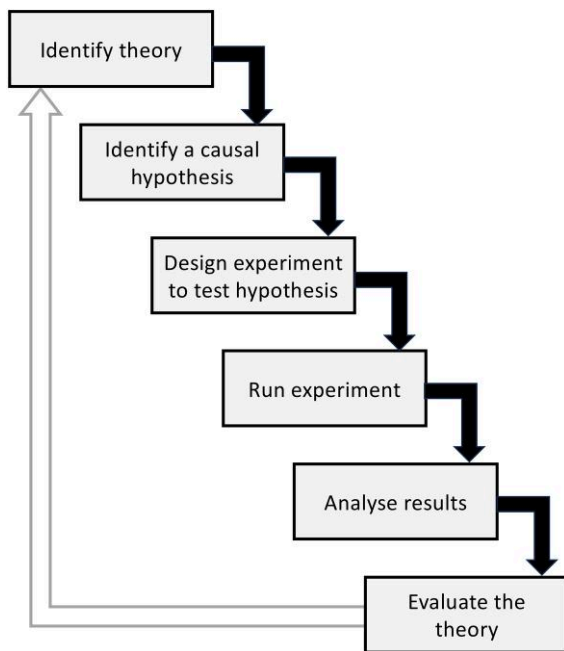 Identify theory
Identify a causal
hypothesis
Design experiment
to test hypothesis
Run experiment
Analyse results
Evaluate the
theory